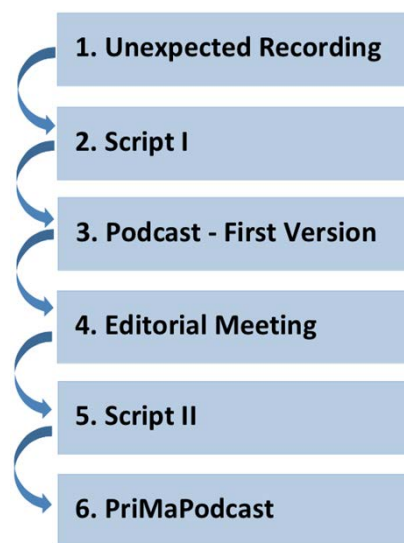 1. Unexpected Recording
2. Script I
3. Podcast - First Version
4. Editorial Meeting
5. Script II
6. PriMaPodcast